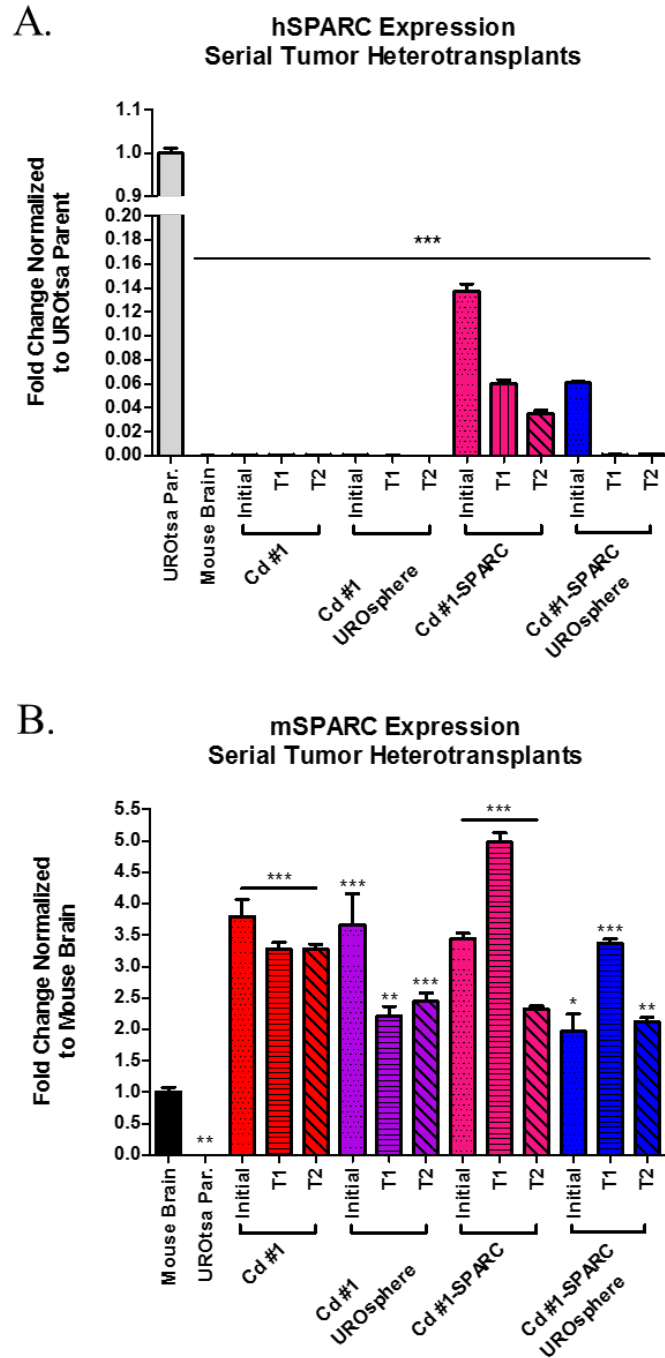 A.
hSPARC Expression
Serial Tumor Heterotransplants
Fold Change Normalized
to UROtsa Parent
1.1
1.0
0.9
0.20
0.18
0.16
0.14
0.12
0.10
0.08
0.06
0.04
0.02
0.00
***
UROtsa Par.
Mouse Brain
Initial
T1
T2
Initial
T1
T2
Initial
T1
T2
Initial
T1
T2
Cd #1
Cd #1
UROsphere
Cd #1-SPARC
Cd #1-SPARC
UROsphere
B.
mSPARC Expression
Serial Tumor Heterotransplants
Fold Change Normalized
to Mouse Brain
5.5
5.0
4.5
4.0
3.5
3.0
2.5
2.0
1.5
1.0
0.5
0.0
**
***
***
**
***
***
*
***
**
Mouse Brain
UROtsa Par.
Initial
T1
T2
Initial
T1
T2
Initial
T1
T2
Initial
T1
T2
Cd #1
Cd #1
UROsphere
Cd #1-SPARC
Cd #1-SPARC
UROsphere